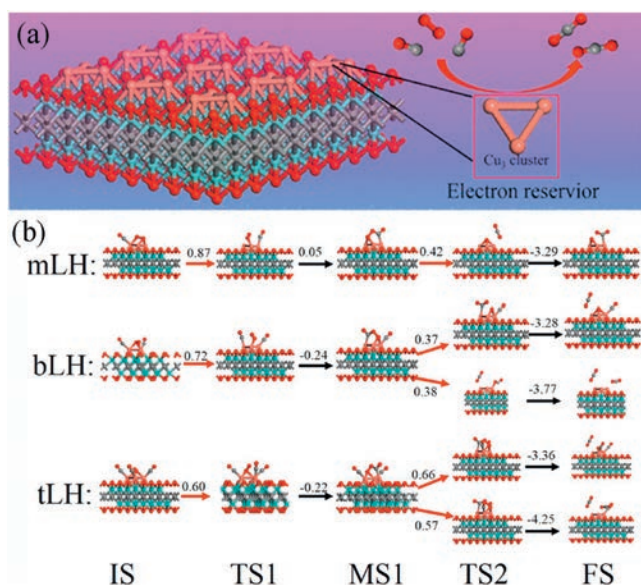 (a)
Cu3 cluster
Electron reservior
(b)
mLH:
0.87
0.05
0.42
-3.29
bLH:
0.72
-0.24
0.37
-3.28
0.38
-3.77
tLH:
0.60
-0.22
0.66
-3.36
0.57
-4.25
IS TS1 MS1 TS2 FS